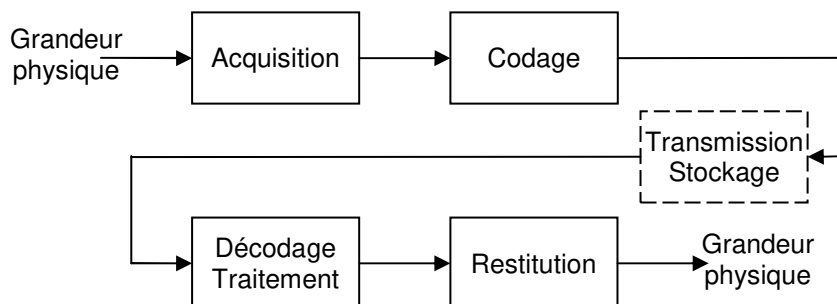 Grandeur
physique
Acquisition
Codage
Transmission
Stockage
Décodage
Traitement
Restitution
Grandeur
physique